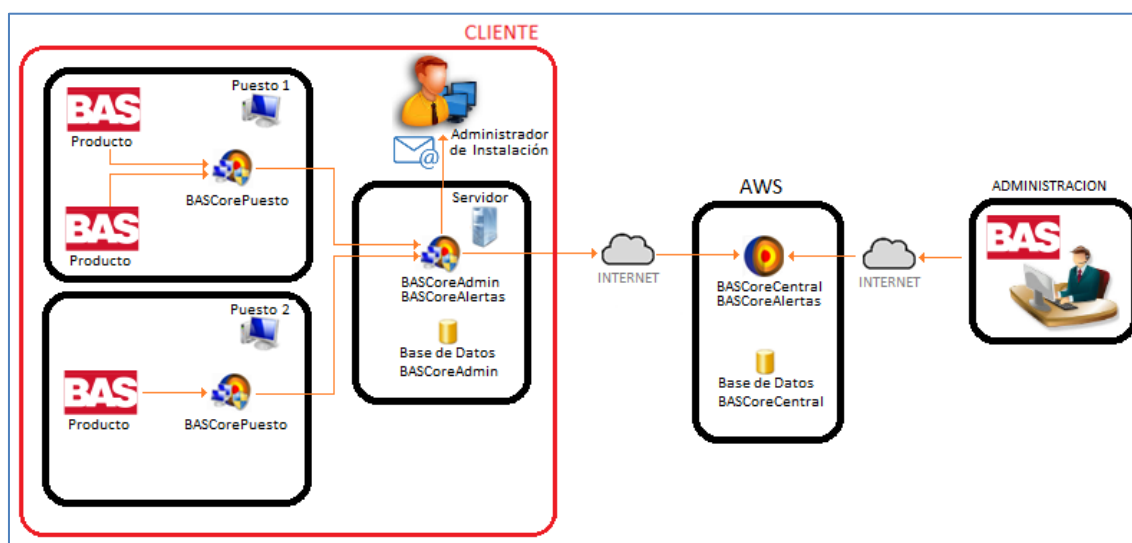 CLIENTE
Puesto 1
BAS
Producto
BASCorePuesto
BAS
Producto
Puesto 2
BAS
Producto
BASCorePuesto
@
Administrador
de Instalación
Servidor
BASCoreAdmin
BASCoreAlertas
Base de Datos
BASCoreAdmin
INTERNET
AWS
BASCoreCentral
BASCoreAlertas
Base de Datos
BASCoreCentral
INTERNET
ADMINISTRACION
BAS